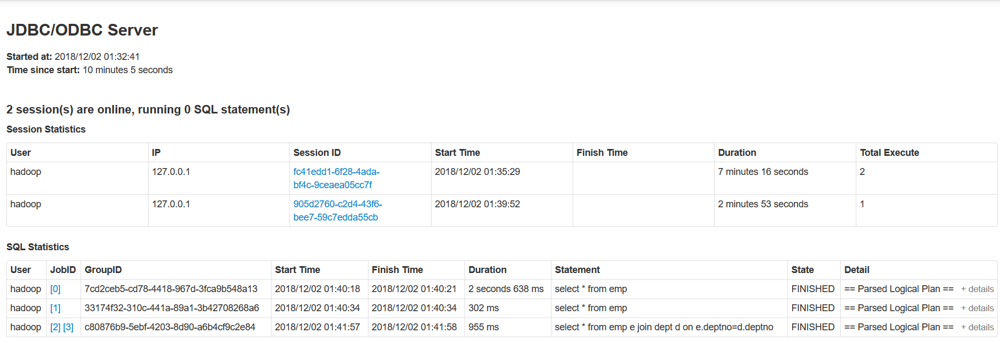 JDBC/ODBC Server
Started at: 2018/12/02 01:32:41
Time since start: 10 minutes 5 seconds
2 session(s) are online, running 0 SQL statement(s)
Session Statistics
User IP Session ID Start Time Finish Time Duration Total Execute
hadoop 127.0.0.1 fc41edd1-6f28-4ada- 2018/12/02 01:35:29 7 minutes 16 seconds 2
bf4c-9ceaea05cc7f
hadoop 127.0.0.1 905d2760-c2d4-43f6- 2018/12/02 01:39:52 2 minutes 53 seconds 1
bee7-59c7edda55cb
SQL Statistics
User JobID GroupID Start Time Finish Time Duration Statement State Detail
hadoop [0] 7cd2ceb5-cd78-4418-967d-3fca9b548a13 2018/12/02 01:40:18 2018/12/02 01:40:21 2 seconds 638 ms select * from emp FINISHED == Parsed Logical Plan == + details
hadoop [1] 33174f32-310c-441a-89a1-3b42708268a6 2018/12/02 01:40:34 2018/12/02 01:40:34 302 ms select * from emp FINISHED == Parsed Logical Plan == + details
hadoop [2] [3] c80876b9-5ebf-4203-8d90-a6b4cf9c2e84 2018/12/02 01:41:57 2018/12/02 01:41:58 955 ms select * from emp e join dept d on e.deptno=d.deptno FINISHED == Parsed Logical Plan == + details